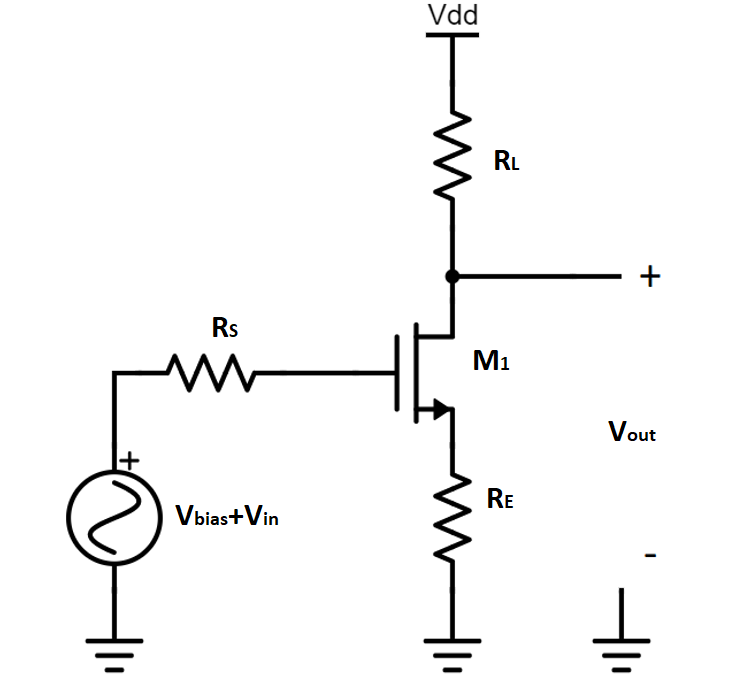 Vdd
RL
+
RS
M1
Vout
+
Vbias+Vin
RE
-